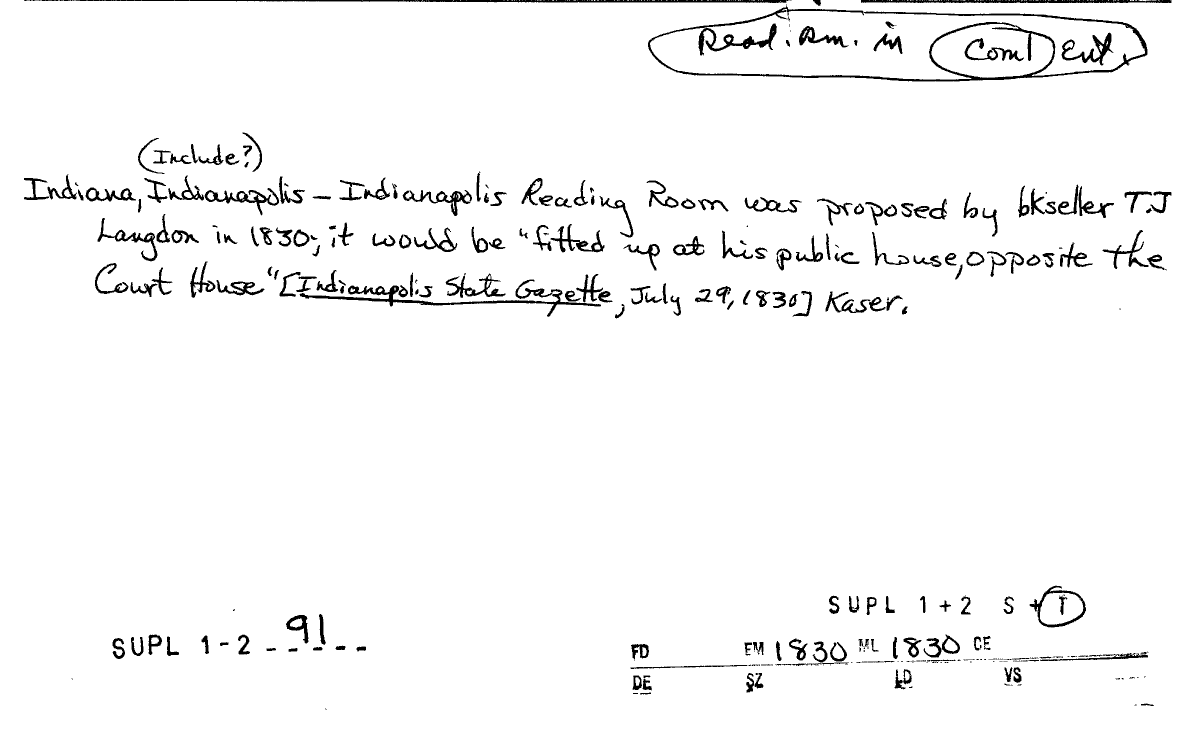 Read. Rm. in Coml Ent.
(Include?)
Indiana, Indianapolis – Indianapolis Reading Room was proposed by bkseller T.J
Langdon in 1830; it would be "fitted up at his public house, opposite the
Court House" [Indianapolis State Gazette, July 29, 1830] Kaser.
SUPL 1+2 S + T
SUPL 1-2 - 91 - -
FD EM 1830 ML 1830 CE
DE SZ LD VS